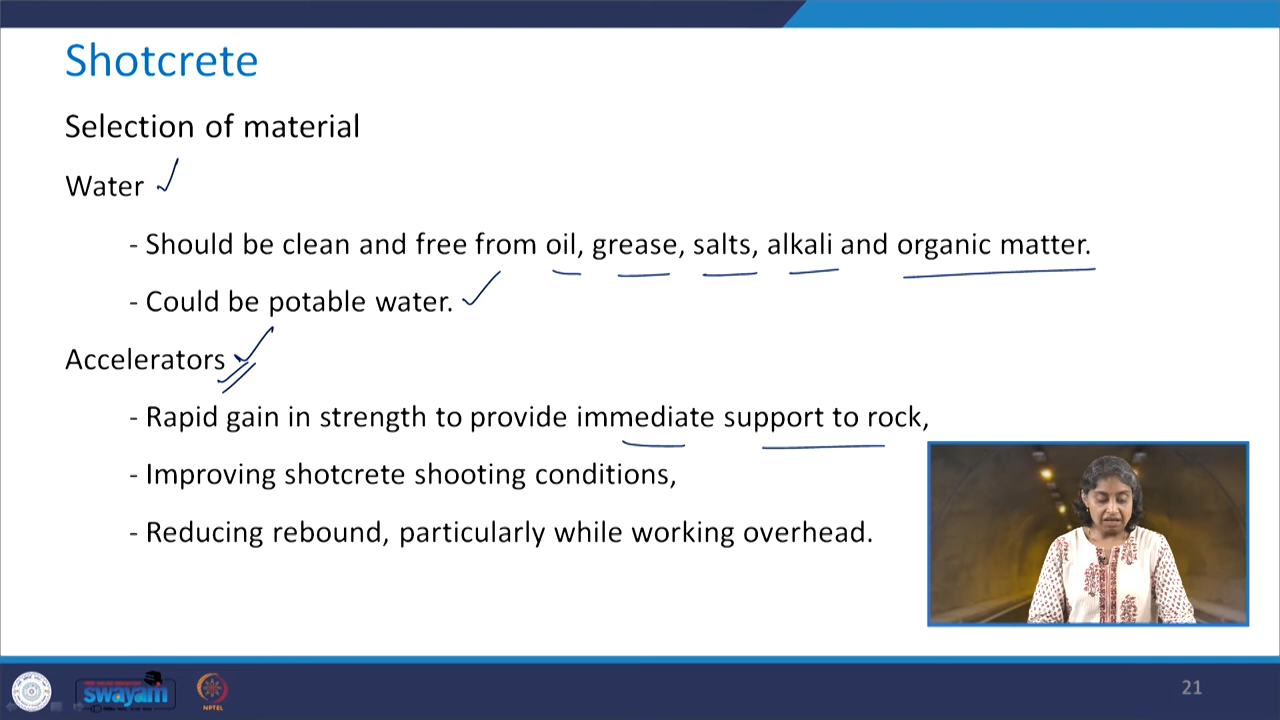 Shotcrete
Selection of material
Water
- Should be clean and free from oil, grease, salts, alkali and organic matter.
- Could be potable water.
Accelerators
- Rapid gain in strength to provide immediate support to rock,
- Improving shotcrete shooting conditions,
- Reducing rebound, particularly while working overhead.
swayam
NPTEL
21